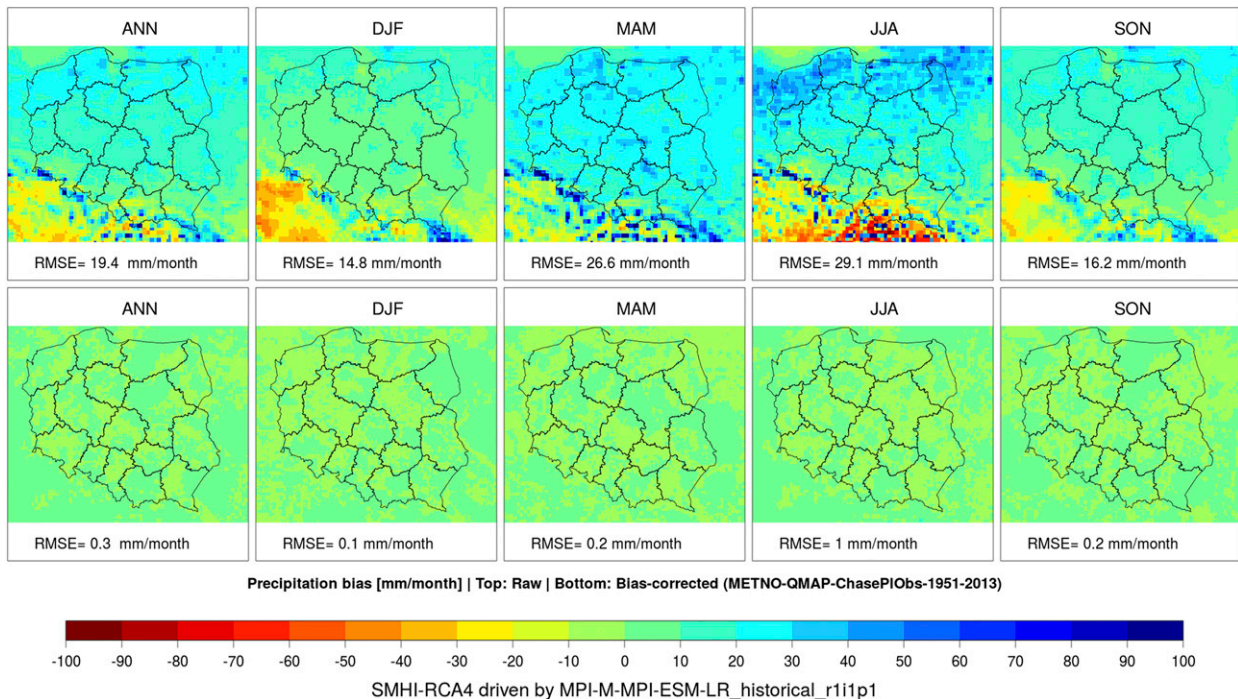 ANN DJF MAM JJA SON
RMSE= 19.4 mm/month RMSE= 14.8 mm/month RMSE= 26.6 mm/month RMSE= 29.1 mm/month RMSE= 16.2 mm/month
ANN DJF MAM JJA SON
RMSE= 0.3 mm/month RMSE= 0.1 mm/month RMSE= 0.2 mm/month RMSE= 1 mm/month RMSE= 0.2 mm/month
Precipitation bias [mm/month] | Top: Raw | Bottom: Bias-corrected (METNO-QMAP-ChasePlObs-1951-2013)
-100 -90 -80 -70 -60 -50 -40 -30 -20 -10 0 10 20 30 40 50 60 70 80 90 100
SMHI-RCA4 driven by MPI-M-MPI-ESM-LR_historical_r1i1p1